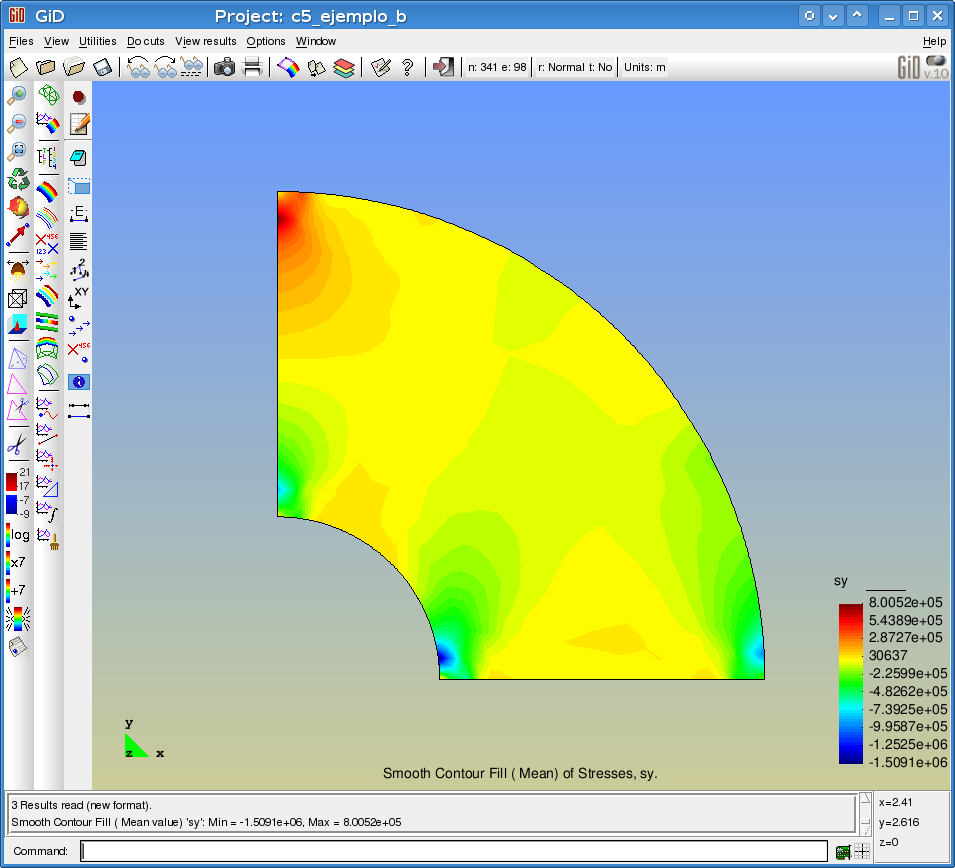 GiD
Project: c5_ejemplo_b
Files View Utilities Do cuts View results Options Window Help
n: 341 e: 98 r: Normal t: No Units: m
GiD v.10
E
XY
log
x7
+7
sy
8.0052e+05
5.4389e+05
2.8727e+05
30637
-2.2599e+05
-4.8262e+05
-7.3925e+05
-9.9587e+05
-1.2525e+06
-1.5091e+06
y
z x
Smooth Contour Fill ( Mean) of Stresses, sy.
3 Results read (new format).
Smooth Contour Fill ( Mean value) 'sy': Min = -1.5091e+06, Max = 8.0052e+05
x=2.41
y=2.616
z=0
Command: